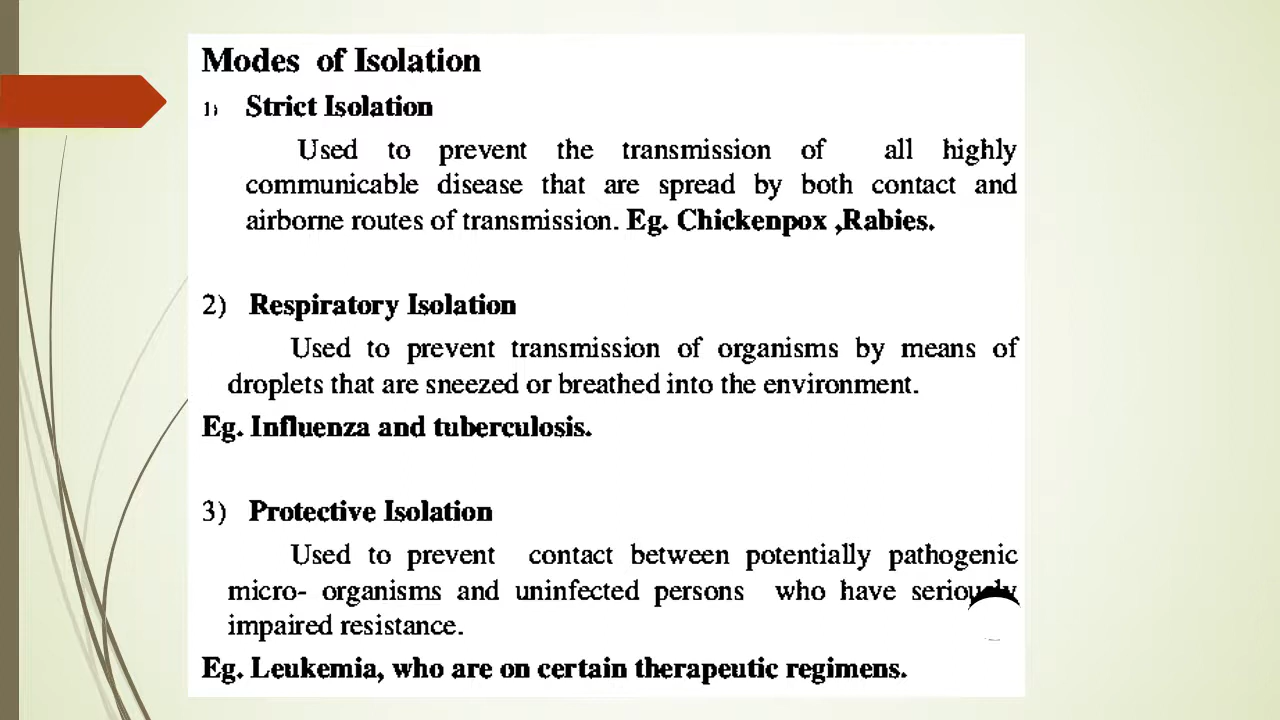 Modes of Isolation
1) Strict Isolation
Used to prevent the transmission of all highly
communicable disease that are spread by both contact and
airborne routes of transmission. Eg. Chickenpox ,Rabies.
2) Respiratory Isolation
Used to prevent transmission of organisms by means of
droplets that are sneezed or breathed into the environment.
Eg. Influenza and tuberculosis.
3) Protective Isolation
Used to prevent contact between potentially pathogenic
micro- organisms and uninfected persons who have seriously
impaired resistance.
Eg. Leukemia, who are on certain therapeutic regimens.